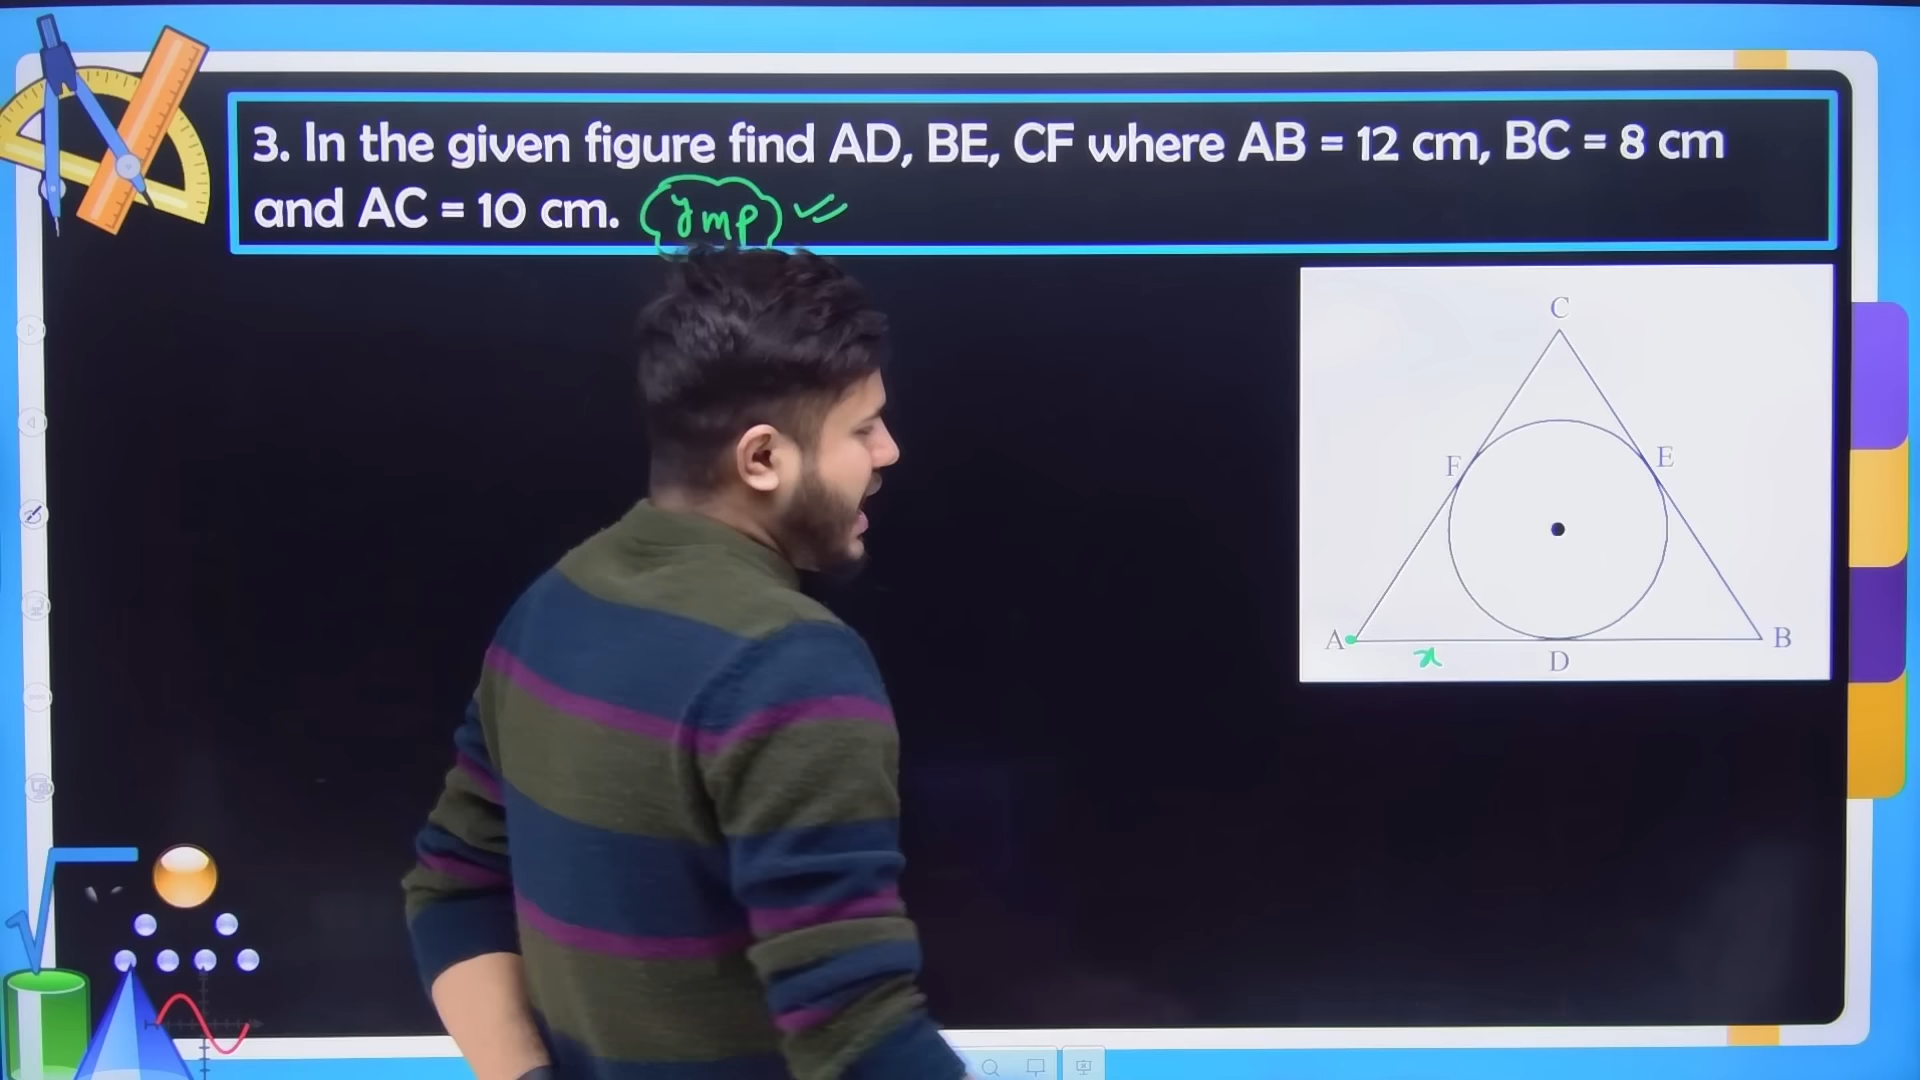 3. In the given figure find AD, BE, CF where AB = 12 cm, BC = 8 cm
and AC = 10 cm. Imp
C
F
E
A
B
x
D